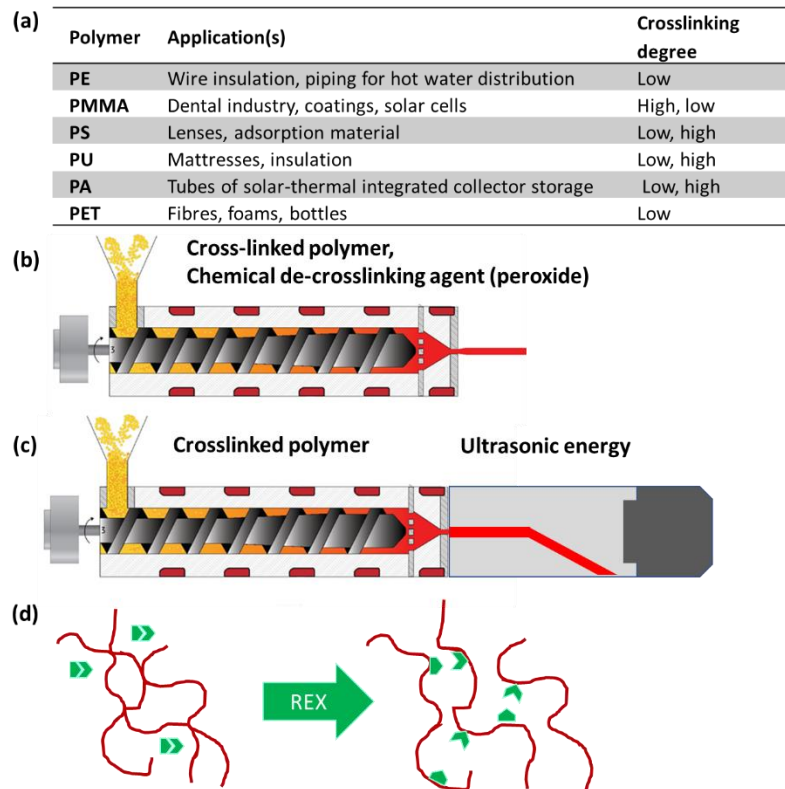 (a)
Polymer Application(s) Crosslinking degree
PE Wire insulation, piping for hot water distribution Low
PMMA Dental industry, coatings, solar cells High, low
PS Lenses, adsorption material Low, high
PU Mattresses, insulation Low, high
PA Tubes of solar-thermal integrated collector storage Low, high
PET Fibres, foams, bottles Low
(b) Cross-linked polymer,
Chemical de-crosslinking agent (peroxide)
3
(c) Crosslinked polymer Ultrasonic energy
3
(d)
REX